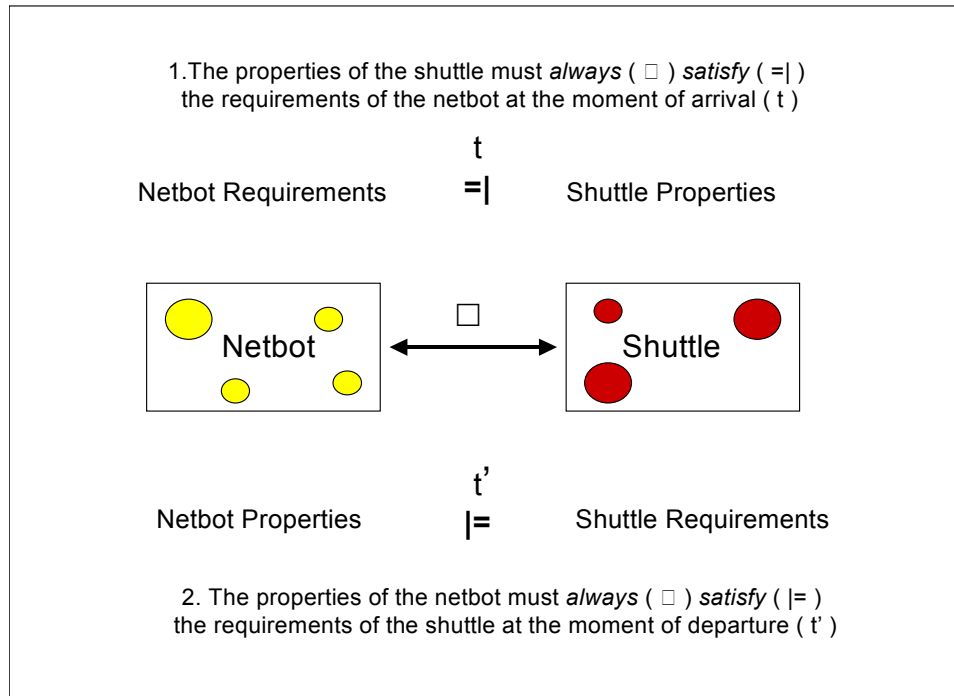 1.The properties of the shuttle must always ( □ ) satisfy ( =| )
the requirements of the netbot at the moment of arrival ( t )
t
Netbot Requirements =| Shuttle Properties
□
Netbot Shuttle
t’
Netbot Properties |= Shuttle Requirements
2. The properties of the netbot must always ( □ ) satisfy ( |= )
the requirements of the shuttle at the moment of departure ( t’ )